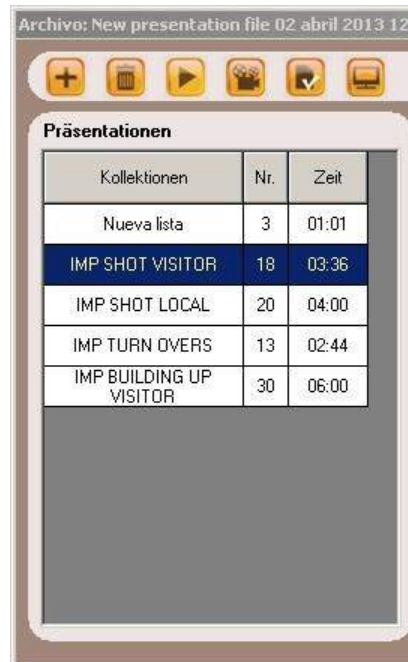 Archivo: New presentation file 02 abril 2013 12
Präsentationen
Kollektionen Nr. Zeit
Nueva lista 3 01:01
IMP SHOT VISITOR 18 03:36
IMP SHOT LOCAL 20 04:00
IMP TURN OVERS 13 02:44
IMP BUILDING UP
VISITOR 30 06:00